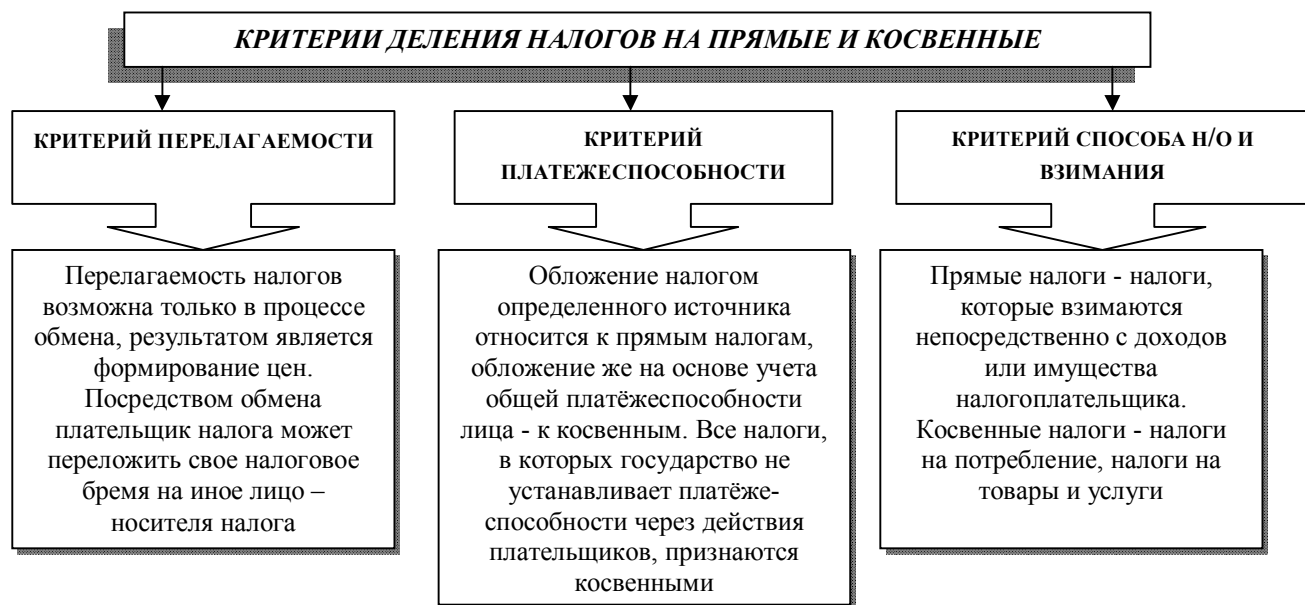 КРИТЕРИИ ДЕЛЕНИЯ НАЛОГОВ НА ПРЯМЫЕ И КОСВЕННЫЕ
КРИТЕРИЙ ПЕРЕЛАГАЕМОСТИ
Перелагаемость налогов
возможна только в процессе
обмена, результатом является
формирование цен.
Посредством обмена
плательщик налога может
переложить свое налоговое
бремя на иное лицо –
носителя налога
КРИТЕРИЙ
ПЛАТЕЖЕСПОСОБНОСТИ
Обложение налогом
определенного источника
относится к прямым налогам,
обложение же на основе учета
общей платёжеспособности
лица - к косвенным. Все налоги,
в которых государство не
устанавливает платёже-
способности через действия
плательщиков, признаются
косвенными
КРИТЕРИЙ СПОСОБА Н/О И
ВЗИМАНИЯ
Прямые налоги - налоги,
которые взимаются
непосредственно с доходов
или имущества
налогоплательщика.
Косвенные налоги - налоги
на потребление, налоги на
товары и услуги